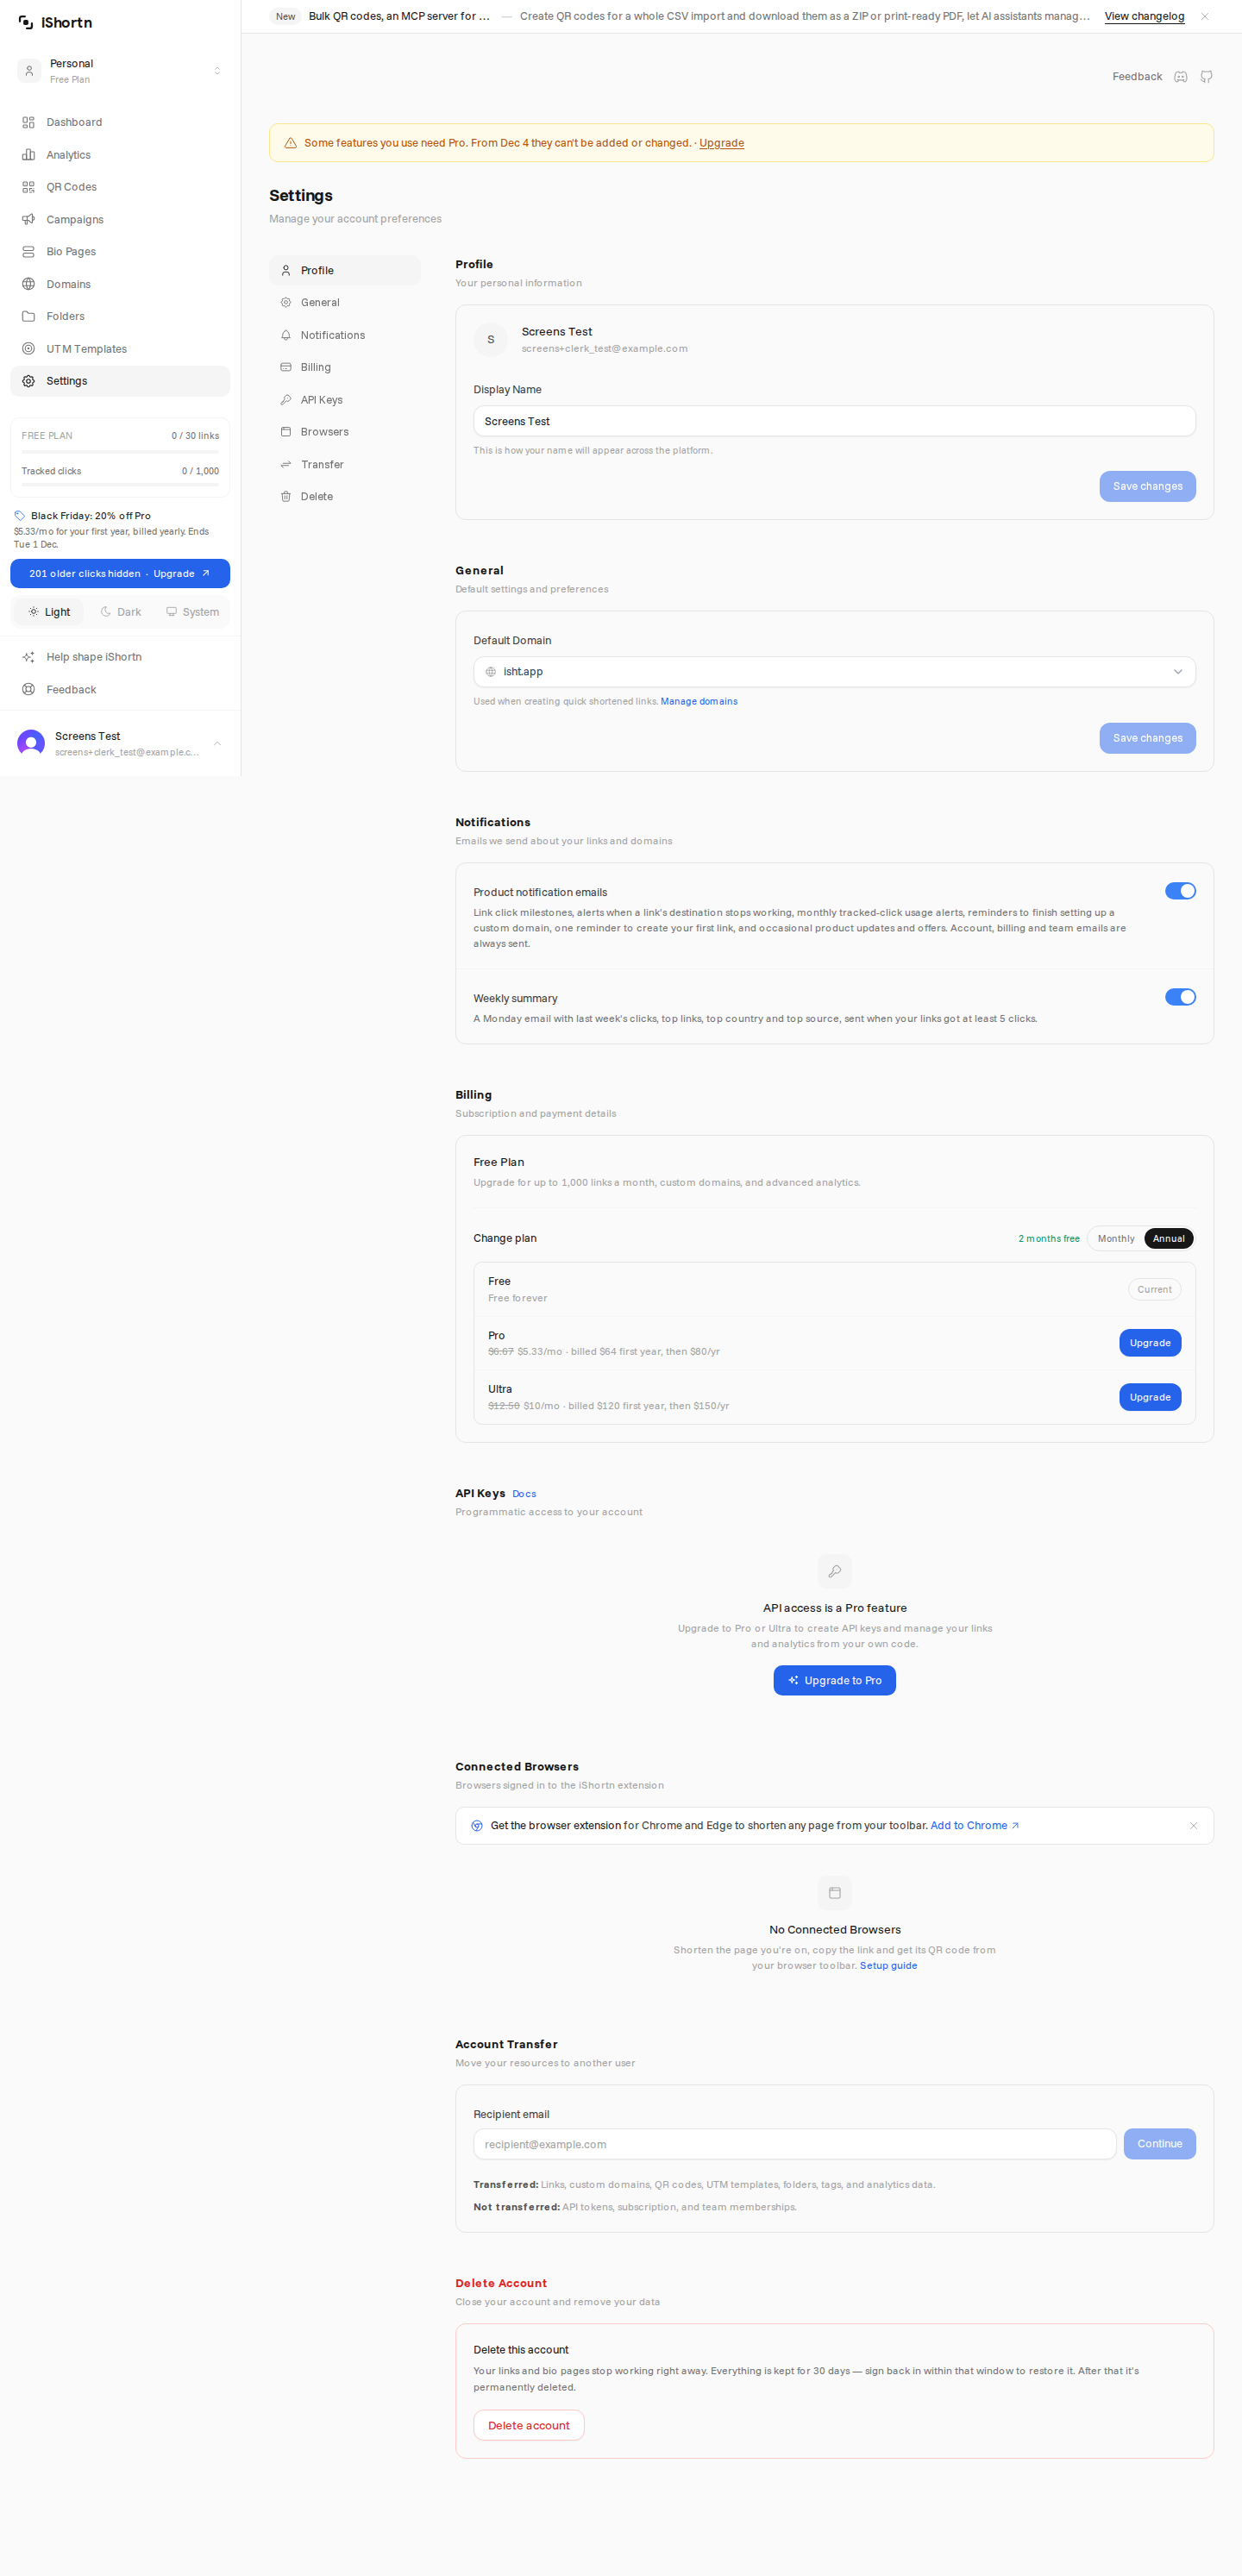 iShortn
Personal
Free Plan
Dashboard
Analytics
QR Codes
Campaigns
Bio Pages
Domains
Folders
UTM Templates
Settings
FREE PLAN 0 / 30 links
Tracked clicks 0 / 1,000
Black Friday: 20% off Pro
$5.33/mo for your first year, billed yearly. Ends
Tue 1 Dec.
201 older clicks hidden · Upgrade
Light Dark System
Help shape iShortn
Feedback
Screens Test
screens+clerk_test@example.c...
New Bulk QR codes, an MCP server for ... — Create QR codes for a whole CSV import and download them as a ZIP or print-ready PDF, let AI assistants manag... View changelog
Feedback
Some features you use need Pro. From Dec 4 they can't be added or changed. · Upgrade
Settings
Manage your account preferences
Profile
General
Notifications
Billing
API Keys
Browsers
Transfer
Delete
Profile
Your personal information
S
Screens Test
screens+clerk_test@example.com
Display Name
Screens Test
This is how your name will appear across the platform.
Save changes
General
Default settings and preferences
Default Domain
isht.app
Used when creating quick shortened links. Manage domains
Save changes
Notifications
Emails we send about your links and domains
Product notification emails
Link click milestones, alerts when a link's destination stops working, monthly tracked-click usage alerts, reminders to finish setting up a
custom domain, one reminder to create your first link, and occasional product updates and offers. Account, billing and team emails are
always sent.
Weekly summary
A Monday email with last week's clicks, top links, top country and top source, sent when your links got at least 5 clicks.
Billing
Subscription and payment details
Free Plan
Upgrade for up to 1,000 links a month, custom domains, and advanced analytics.
Change plan 2 months free Monthly Annual
Free
Free forever
Current
Pro
$6.67 $5.33/mo · billed $64 first year, then $80/yr
Upgrade
Ultra
$12.50 $10/mo · billed $120 first year, then $150/yr
Upgrade
API Keys Docs
Programmatic access to your account
API access is a Pro feature
Upgrade to Pro or Ultra to create API keys and manage your links
and analytics from your own code.
Upgrade to Pro
Connected Browsers
Browsers signed in to the iShortn extension
Get the browser extension for Chrome and Edge to shorten any page from your toolbar. Add to Chrome
No Connected Browsers
Shorten the page you're on, copy the link and get its QR code from
your browser toolbar. Setup guide
Account Transfer
Move your resources to another user
Recipient email
recipient@example.com
Continue
Transferred: Links, custom domains, QR codes, UTM templates, folders, tags, and analytics data.
Not transferred: API tokens, subscription, and team memberships.
Delete Account
Close your account and remove your data
Delete this account
Your links and bio pages stop working right away. Everything is kept for 30 days — sign back in within that window to restore it. After that it's
permanently deleted.
Delete account